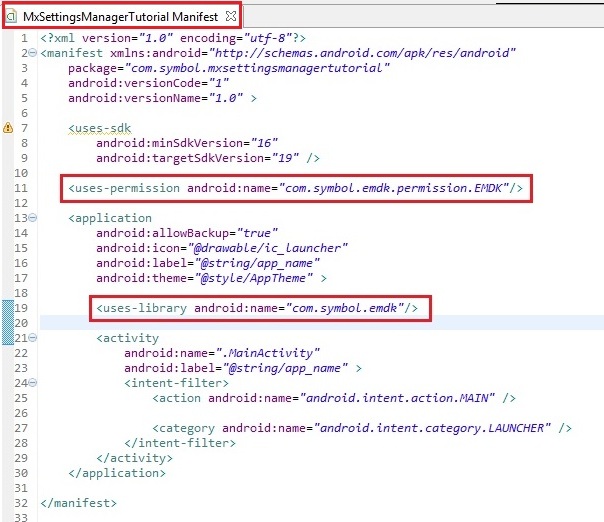 MxSettingsManagerTutorial Manifest
1 <?xml version="1.0" encoding="utf-8"?>
2 <manifest xmlns:android="http://schemas.android.com/apk/res/android"
3     package="com.symbol.mxsettingsmanagertutorial"
4     android:versionCode="1"
5     android:versionName="1.0" >
6
7     <uses-sdk
8         android:minSdkVersion="16"
9         android:targetSdkVersion="19" />
10
11     <uses-permission android:name="com.symbol.emdk.permission.EMDK"/>
12
13     <application
14         android:allowBackup="true"
15         android:icon="@drawable/ic_launcher"
16         android:label="@string/app_name"
17         android:theme="@style/AppTheme" >
18
19         <uses-library android:name="com.symbol.emdk"/>
20
21         <activity
22             android:name=".MainActivity"
23             android:label="@string/app_name" >
24             <intent-filter>
25                 <action android:name="android.intent.action.MAIN" />
26
27                 <category android:name="android.intent.category.LAUNCHER" />
28             </intent-filter>
29         </activity>
30     </application>
31
32 </manifest>
33